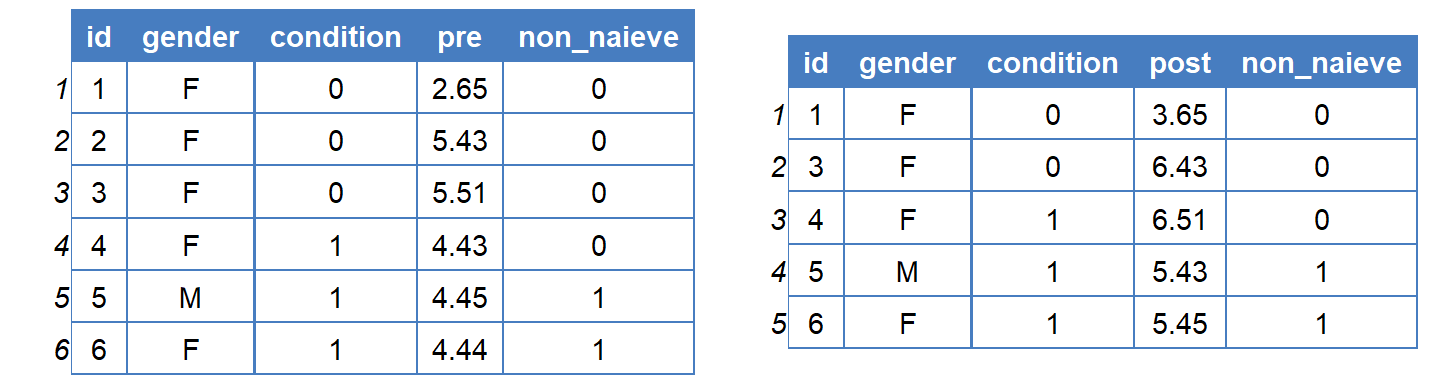 id gender condition pre non_naieve
1 1 F 0 2.65 0
2 2 F 0 5.43 0
3 3 F 0 5.51 0
4 4 F 1 4.43 0
5 5 M 1 4.45 1
6 6 F 1 4.44 1
id gender condition post non_naieve
1 1 F 0 3.65 0
2 3 F 0 6.43 0
3 4 F 1 6.51 0
4 5 M 1 5.43 1
5 6 F 1 5.45 1